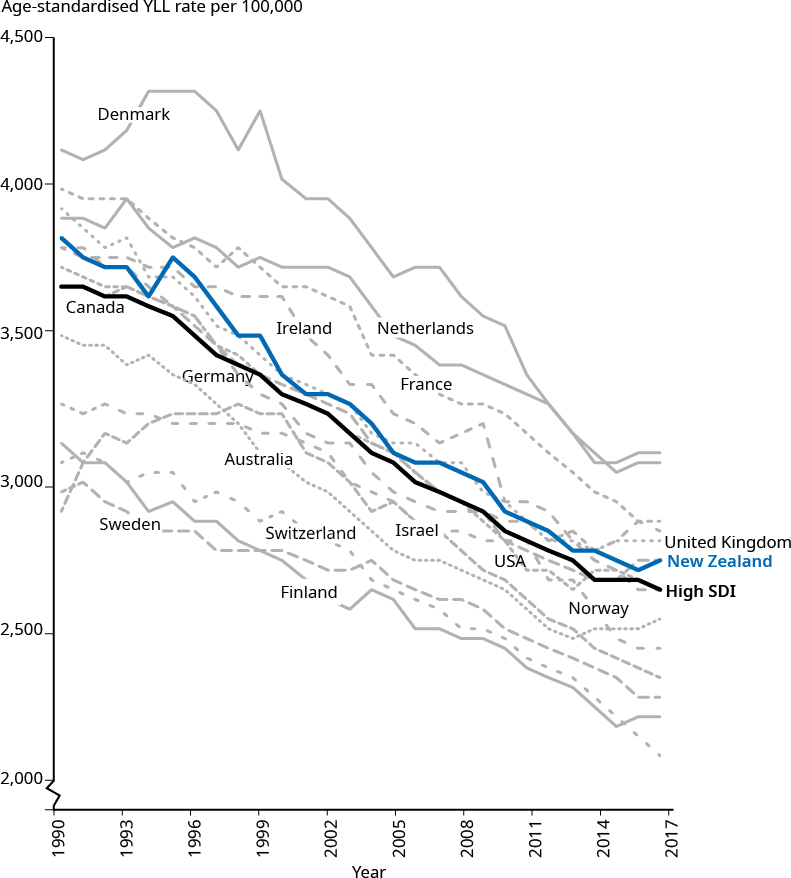 Age-standardised YLL rate per 100,000
4,500
Denmark
4,000
Canada
3,500
Ireland
Netherlands
Germany
France
Australia
3,000
Sweden
Switzerland
Israel
United Kingdom
USA
New Zealand
Finland
High SDI
Norway
2,500
2,000
1990
1993
1996
1999
2002
2005
2008
2011
2014
2017
Year